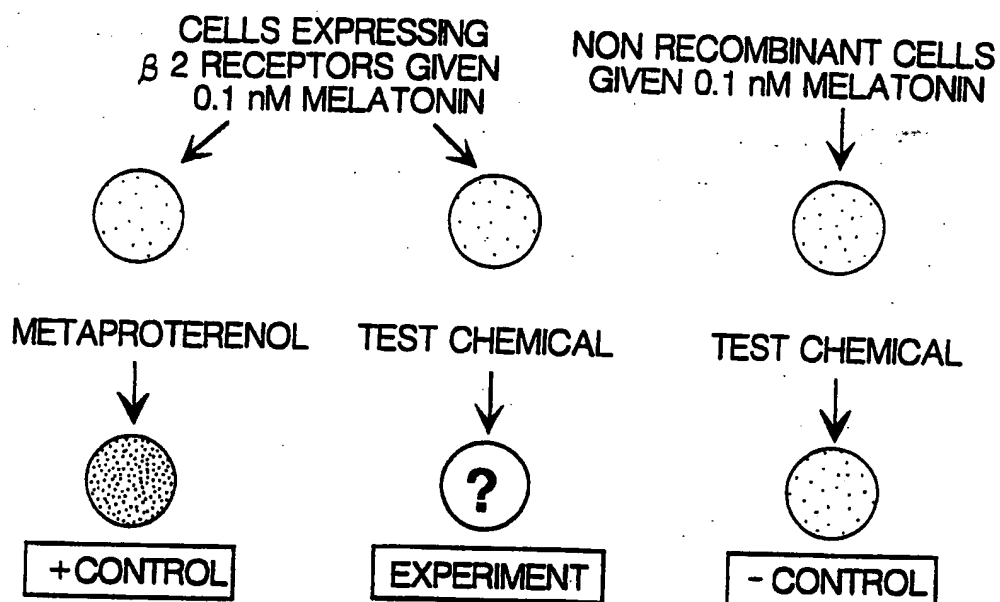 CELLS EXPRESSING
β 2 RECEPTORS GIVEN
0.1 nM MELATONIN
NON RECOMBINANT CELLS
GIVEN 0.1 nM MELATONIN
METAPROTERENOL
TEST CHEMICAL
TEST CHEMICAL
?
+CONTROL
EXPERIMENT
- CONTROL